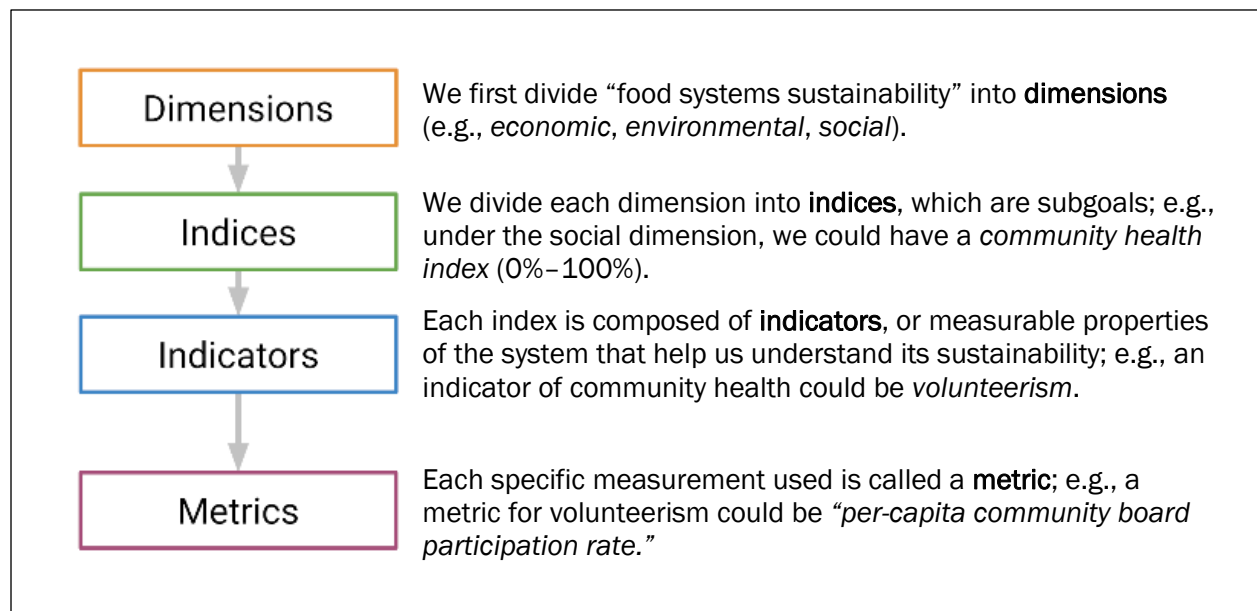 Dimensions
We first divide “food systems sustainability” into dimensions
(e.g., economic, environmental, social).
Indices
We divide each dimension into indices, which are subgoals; e.g.,
under the social dimension, we could have a community health
index (0%–100%).
Indicators
Each index is composed of indicators, or measurable properties
of the system that help us understand its sustainability; e.g., an
indicator of community health could be volunteerism.
Metrics
Each specific measurement used is called a metric; e.g., a
metric for volunteerism could be “per-capita community board
participation rate.”